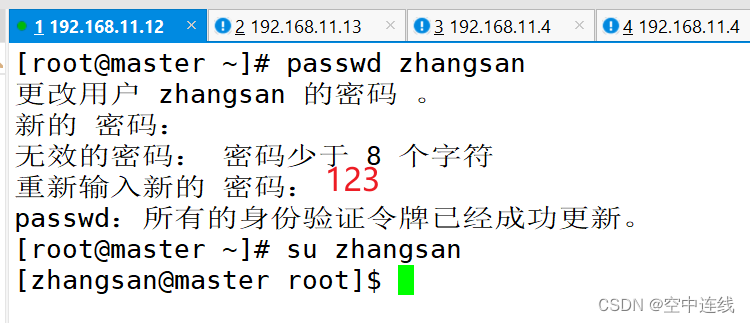 1 192.168.11.12 × 2 192.168.11.13 × 3 192.168.11.4 × 4 192.168.11.4
[root@master ~]# passwd zhangsan
更改用户 zhangsan 的密码 。
新的 密码：
无效的密码： 密码少于 8 个字符
重新输入新的 密码： 123
passwd：所有的身份验证令牌已经成功更新。
[root@master ~]# su zhangsan
[zhangsan@master root]$
CSDN @空中连线